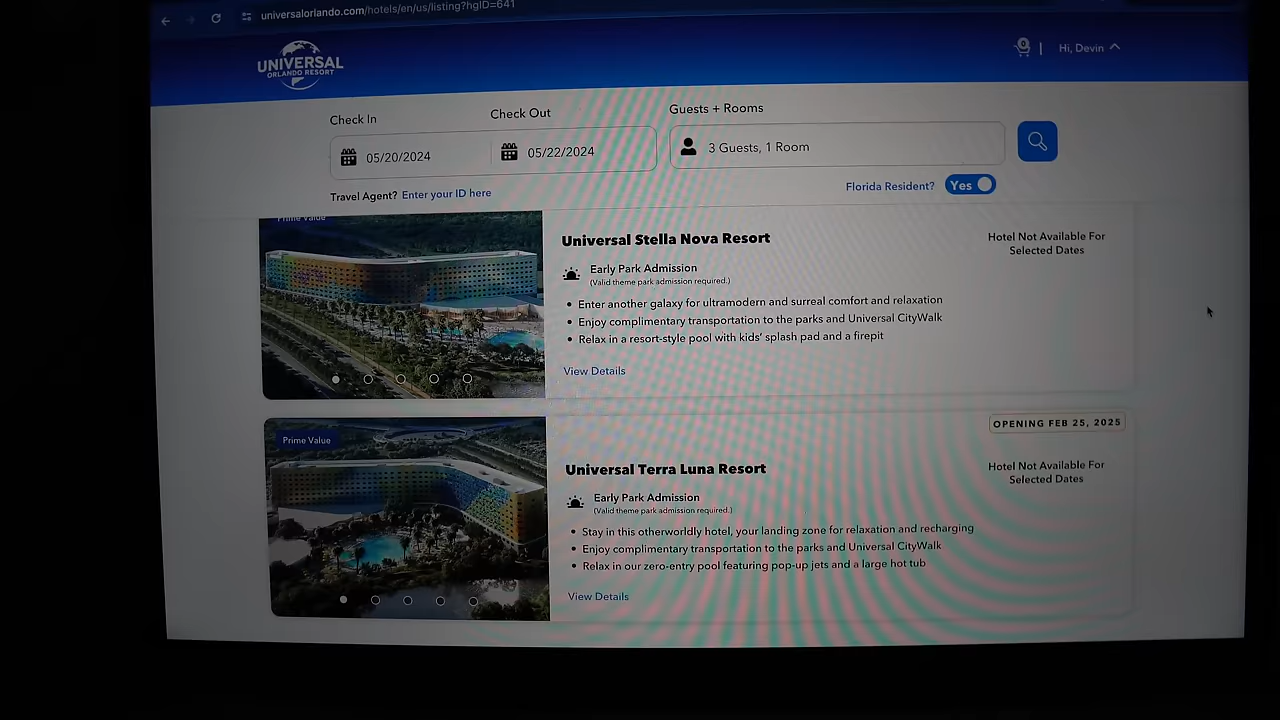 universalorlando.com/hotels/en/us/listing?hgID=641
UNIVERSAL
ORLANDO RESORT
0
Hi, Devin
Check In
Check Out
Guests + Rooms
05/20/2024
05/22/2024
3 Guests, 1 Room
Travel Agent? Enter your ID here
Florida Resident? Yes
Prime Value
Universal Stella Nova Resort
Hotel Not Available For
Selected Dates
Early Park Admission
(Valid theme park admission required.)
• Enter another galaxy for ultramodern and surreal comfort and relaxation
• Enjoy complimentary transportation to the parks and Universal CityWalk
• Relax in a resort-style pool with kids' splash pad and a firepit
View Details
OPENING FEB 25, 2025
Prime Value
Universal Terra Luna Resort
Hotel Not Available For
Selected Dates
Early Park Admission
(Valid theme park admission required.)
• Stay in this otherworldly hotel, your landing zone for relaxation and recharging
• Enjoy complimentary transportation to the parks and Universal CityWalk
• Relax in our zero-entry pool featuring pop-up jets and a large hot tub
View Details